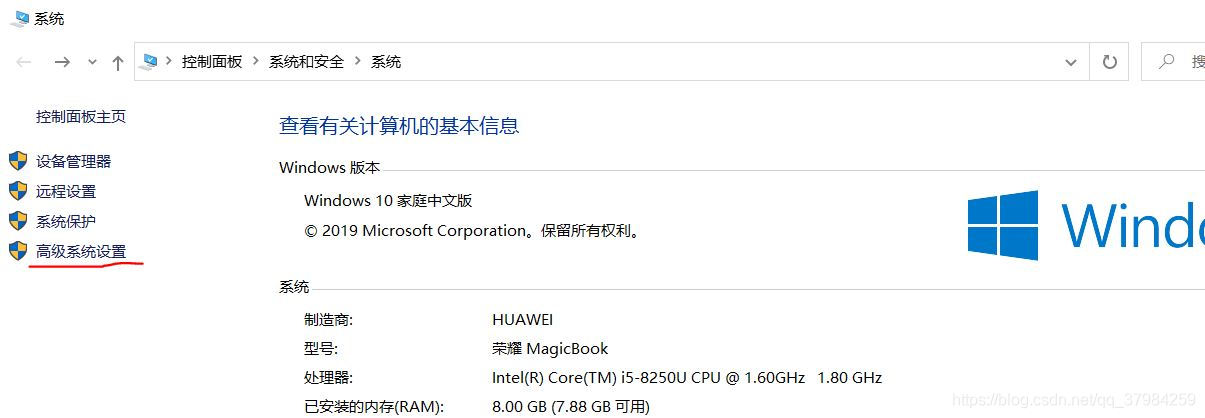 系统
控制面板 > 系统和安全 > 系统
搜
控制面板主页
设备管理器
远程设置
系统保护
高级系统设置
查看有关计算机的基本信息
Windows 版本
Windows 10 家庭中文版
© 2019 Microsoft Corporation。保留所有权利。
Windo
系统
制造商: HUAWEI
型号: 荣耀 MagicBook
处理器: Intel(R) Core(TM) i5-8250U CPU @ 1.60GHz 1.80 GHz
已安装的内存(RAM): 8.00 GB (7.88 GB 可用)
https://blog.csdn.net/qq_37984259